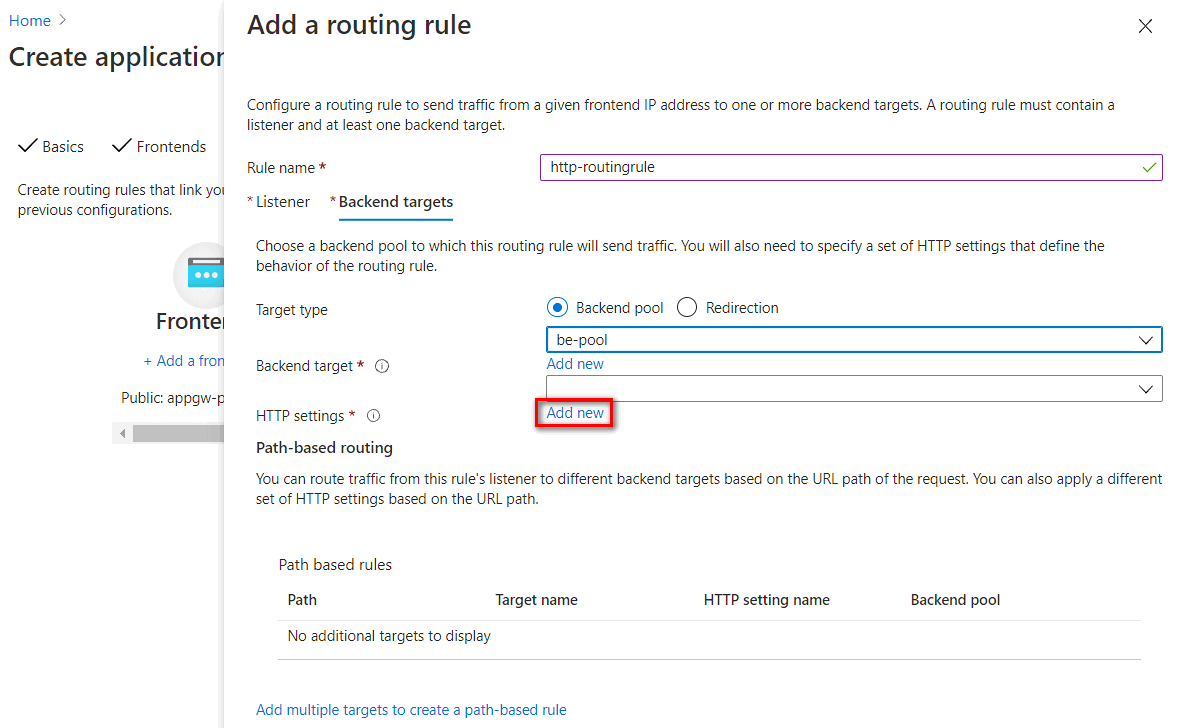 Home
Create application
Basics
Frontends
Create routing rules that link you
previous configurations.
Fronte
+ Add a fron
Public: appgw-p
Add a routing rule
Configure a routing rule to send traffic from a given frontend IP address to one or more backend targets. A routing rule must contain a
listener and at least one backend target.
Rule name *
http-routingrule
* Listener
* Backend targets
Choose a backend pool to which this routing rule will send traffic. You will also need to specify a set of HTTP settings that define the
behavior of the routing rule.
Target type
Backend pool
Redirection
be-pool
Backend target *
Add new
HTTP settings *
Add new
Path-based routing
You can route traffic from this rule's listener to different backend targets based on the URL path of the request. You can also apply a different
set of HTTP settings based on the URL path.
Path based rules
Path Target name HTTP setting name Backend pool
No additional targets to display
Add multiple targets to create a path-based rule